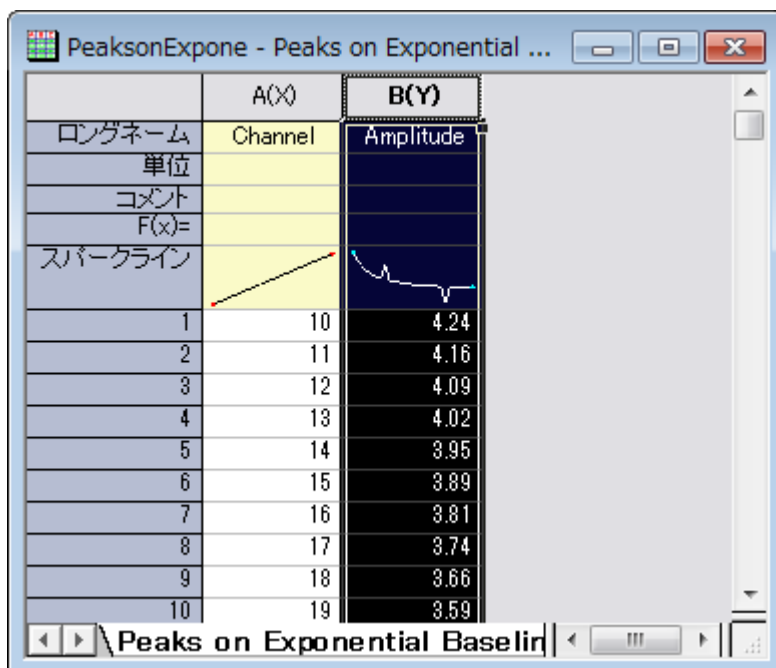 PeaksonExpone - Peaks on Exponential ...
A(X) B(Y)
ロングネーム Channel Amplitude
単位
コメント
F(x)=
スパークライン
1 10 4.24
2 11 4.16
3 12 4.09
4 13 4.02
5 14 3.95
6 15 3.89
7 16 3.81
8 17 3.74
9 18 3.66
10 19 3.59
Peaks on Exponential Baselin